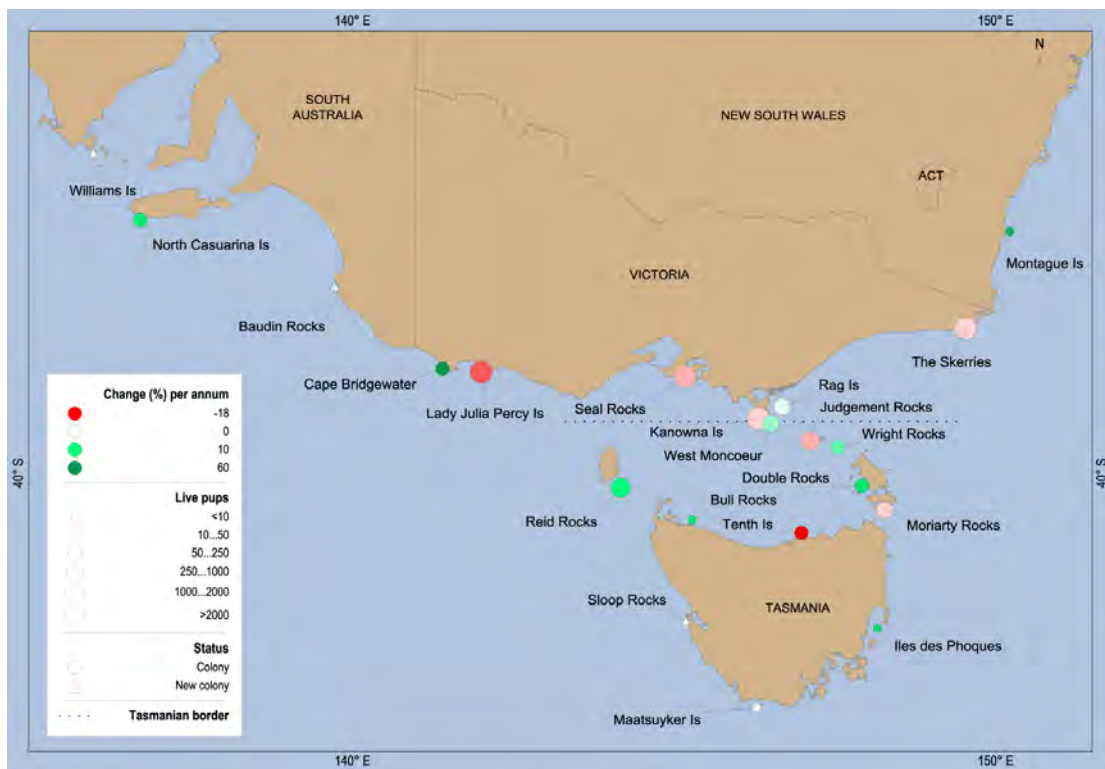 140° E
150° E
N
SOUTH
AUSTRALIA
NEW SOUTH WALES
ACT
Williams Is
North Casuarina Is
VICTORIA
Montague Is
Baudin Rocks
The Skerries
Cape Bridgewater
Lady Julia Percy Is
Seal Rocks
Rag Is
Judgement Rocks
Kanowna Is
Wright Rocks
West Moncoeur
Double Rocks
Bull Rocks
Reid Rocks
Tenth Is
Moriarty Rocks
Sloop Rocks
TASMANIA
Iles des Phoques
Maatsuyker Is
40° S
40° S
Change (%) per annum
-18
0
10
60
Live pups
<10
10...50
50...250
250...1000
1000...2000
>2000
Status
Colony
New colony
Tasmanian border
140° E
150° E